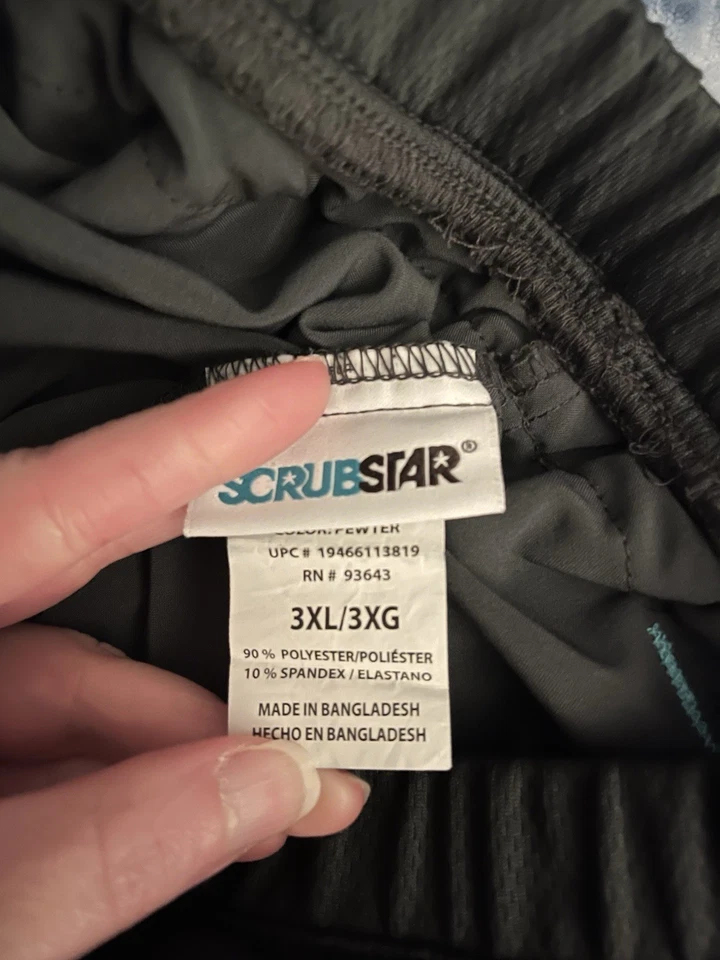 SCRUBSTAR®
COLOR: PEWTER
UPC # 19466113819
RN # 93643
3XL/3XG
90 % POLYESTER/POLIÉSTER
10 % SPANDEX / ELASTANO
MADE IN BANGLADESH
HECHO EN BANGLADESH